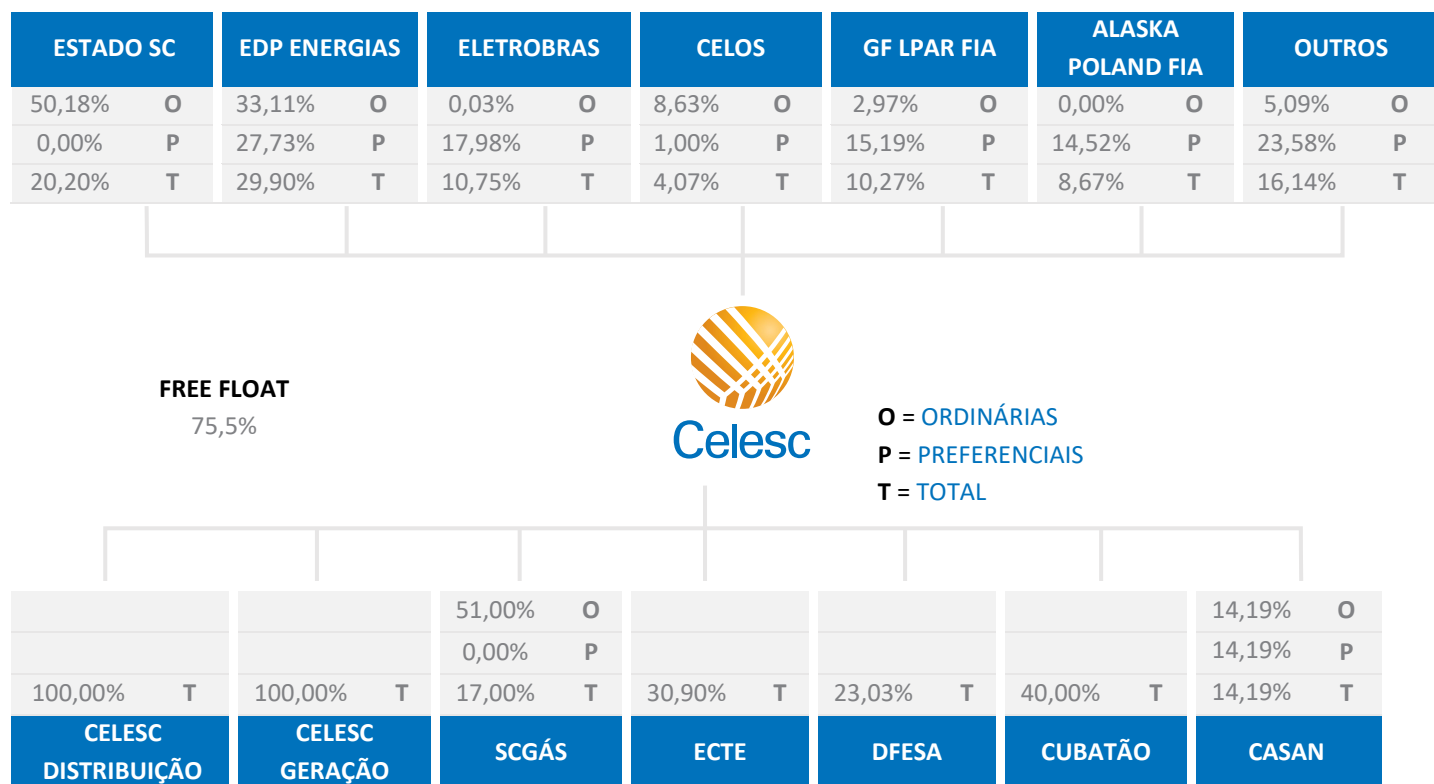 ESTADO SC EDP ENERGIAS ELETROBRAS CELOS GF LPAR FIA ALASKA POLAND FIA OUTROS
50,18% O 33,11% O 0,03% O 8,63% O 2,97% O 0,00% O 5,09% O
0,00% P 27,73% P 17,98% P 1,00% P 15,19% P 14,52% P 23,58% P
20,20% T 29,90% T 10,75% T 4,07% T 10,27% T 8,67% T 16,14% T
FREE FLOAT
75,5%
Celesc
O = ORDINÁRIAS
P = PREFERENCIAIS
T = TOTAL
51,00% O 14,19% O
0,00% P 14,19% P
100,00% T 100,00% T 17,00% T 30,90% T 23,03% T 40,00% T 14,19% T
CELESC DISTRIBUIÇÃO CELESC GERAÇÃO SCGÁS ECTE DFESA CUBATÃO CASAN